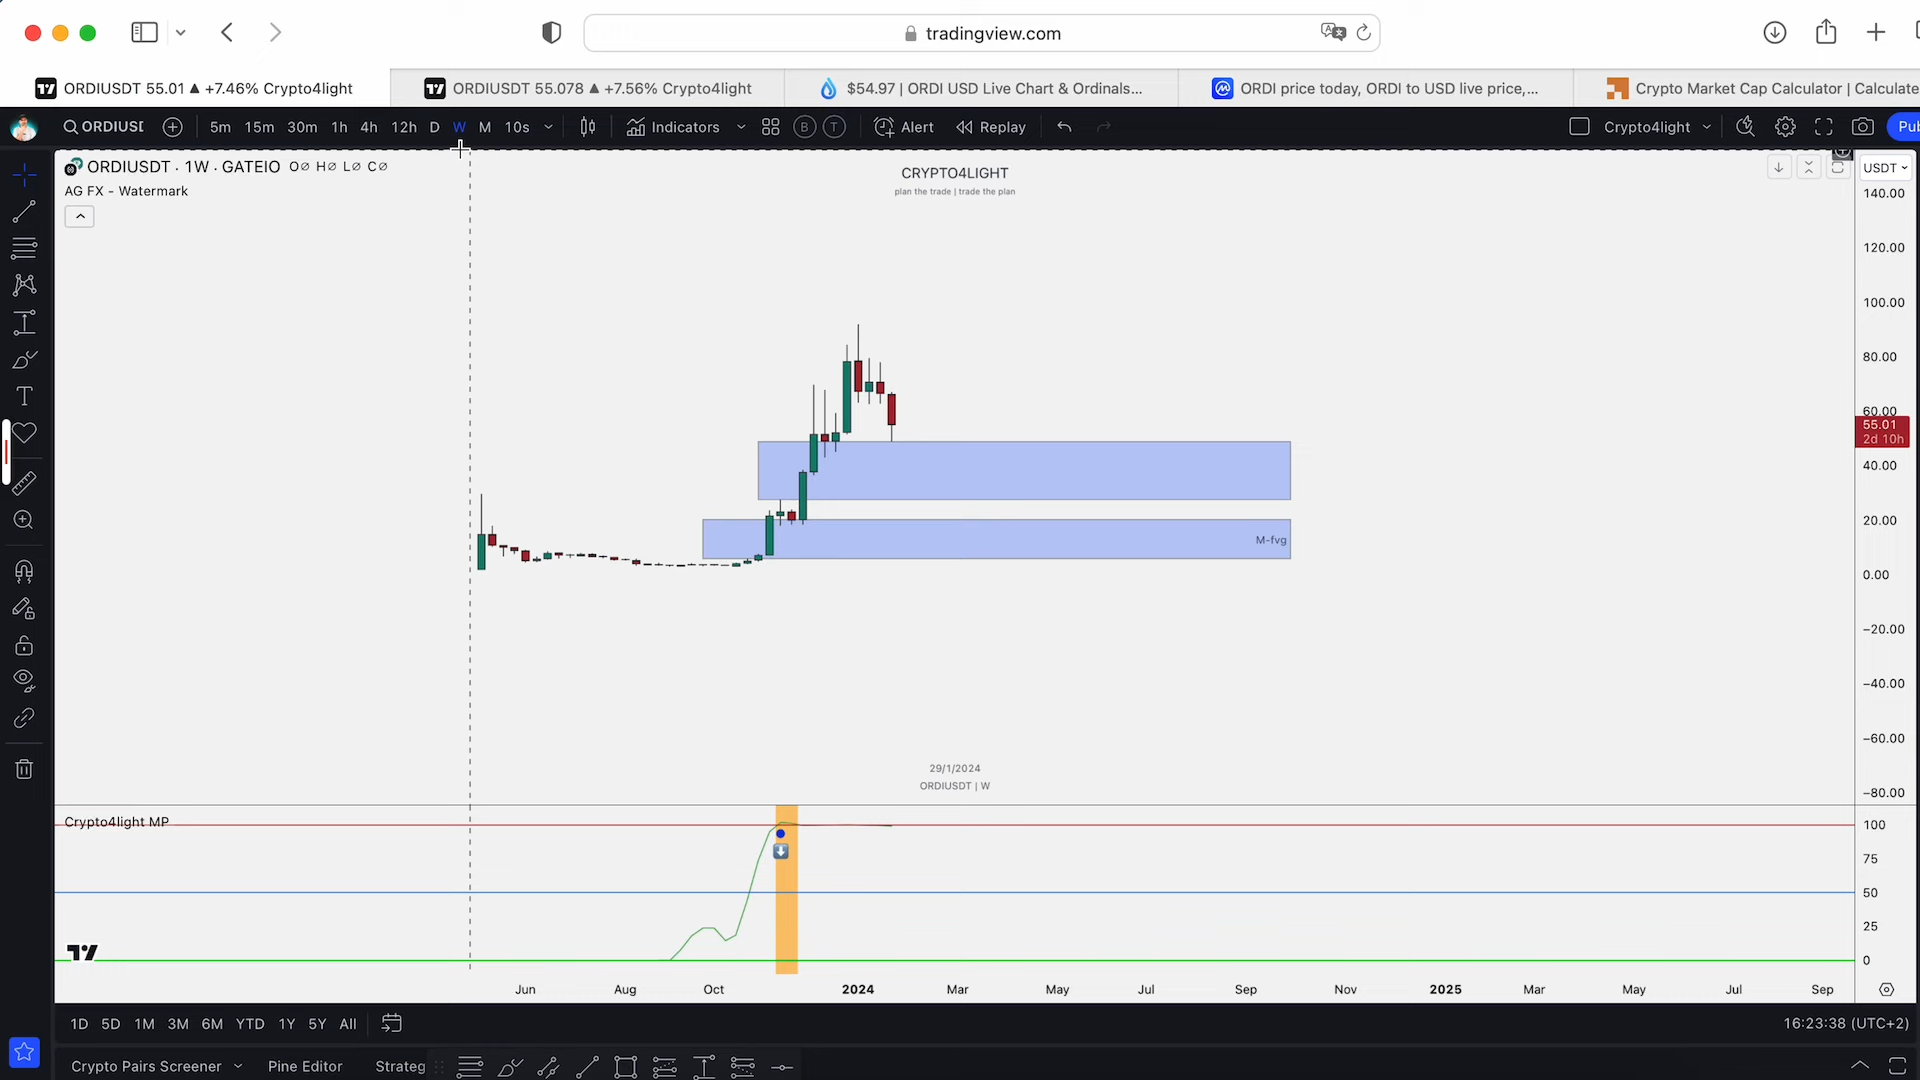 tradingview.com
ORDIUSDT 55.01 ▲ +7.46% Crypto4light
ORDIUSDT 55.078 ▲ +7.56% Crypto4light
$54.97 | ORDI USD Live Chart & Ordinals...
ORDI price today, ORDI to USD live price,...
Crypto Market Cap Calculator | Calculate
ORDIUSD
5m 15m 30m 1h 4h 12h D W M 10s
Indicators
B T
Alert
Replay
Crypto4light
Pub
ORDIUSDT · 1W · GATEIO O∅ H∅ L∅ C∅
AG FX - Watermark
CRYPTO4LIGHT
plan the trade | trade the plan
USDT
140.00
120.00
100.00
80.00
60.00
55.01
2d 10h
40.00
20.00
0.00
−20.00
−40.00
−60.00
−80.00
M-fvg
29/1/2024
ORDIUSDT | W
Crypto4light MP
100
75
50
25
0
Jun Aug Oct 2024 Mar May Jul Sep Nov 2025 Mar May Jul Sep
1D 5D 1M 3M 6M YTD 1Y 5Y All
16:23:38 (UTC+2)
Crypto Pairs Screener Pine Editor Strateg